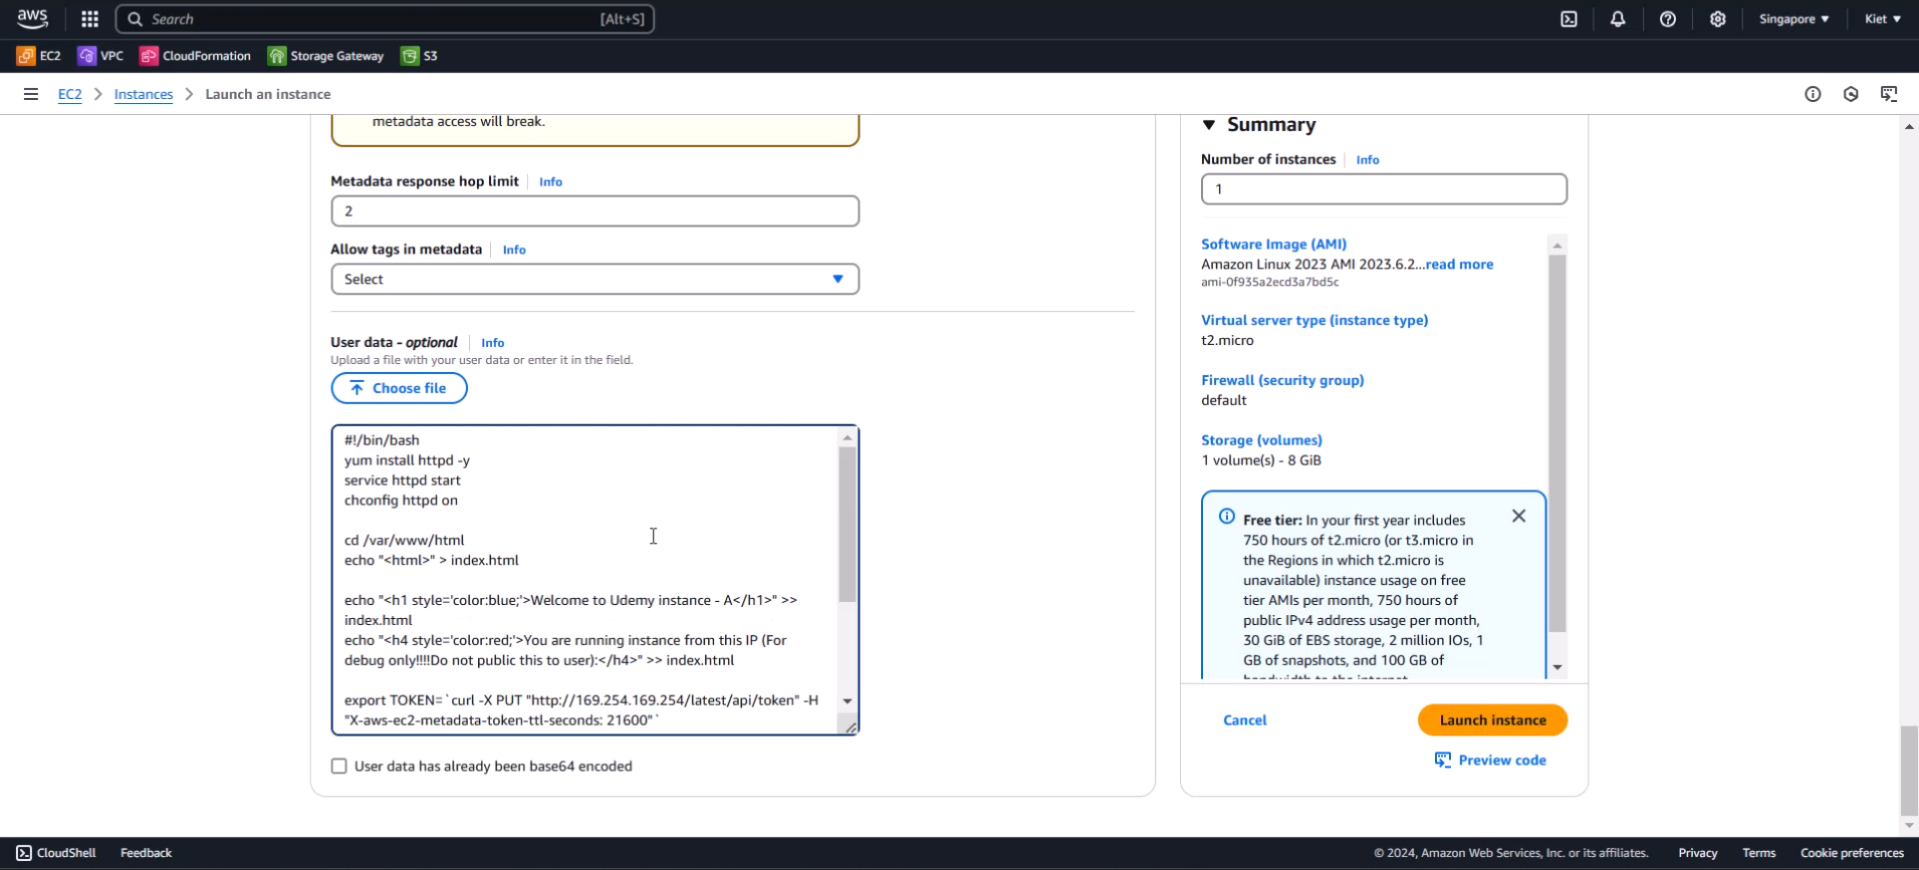 aws
Search [Alt+S]
Singapore ▼
Kiet ▼
EC2
VPC
CloudFormation
Storage Gateway
S3
EC2 > Instances > Launch an instance
metadata access will break.
Metadata response hop limit | Info
2
Allow tags in metadata | Info
Select
User data - optional | Info
Upload a file with your user data or enter it in the field.
Choose file
#!/bin/bash
yum install httpd -y
service httpd start
chconfig httpd on
cd /var/www/html
echo "<html>" > index.html
echo "<h1 style='color:blue;'>Welcome to Udemy instance - A</h1>" >>
index.html
echo "<h4 style='color:red;'>You are running instance from this IP (For
debug only!!!!Do not public this to user):</h4>" >> index.html
export TOKEN=`curl -X PUT "http://169.254.169.254/latest/api/token" -H
"X-aws-ec2-metadata-token-ttl-seconds: 21600"`
User data has already been base64 encoded
▼ Summary
Number of instances | Info
1
Software Image (AMI)
Amazon Linux 2023 AMI 2023.6.2...read more
ami-0f935a2ecd3a7bd5c
Virtual server type (instance type)
t2.micro
Firewall (security group)
default
Storage (volumes)
1 volume(s) - 8 GiB
Free tier: In your first year includes
750 hours of t2.micro (or t3.micro in
the Regions in which t2.micro is
unavailable) instance usage on free
tier AMIs per month, 750 hours of
public IPv4 address usage per month,
30 GiB of EBS storage, 2 million IOs, 1
GB of snapshots, and 100 GB of
bandwidth to the internet.
Cancel
Launch instance
Preview code
CloudShell
Feedback
© 2024, Amazon Web Services, Inc. or its affiliates.
Privacy
Terms
Cookie preferences